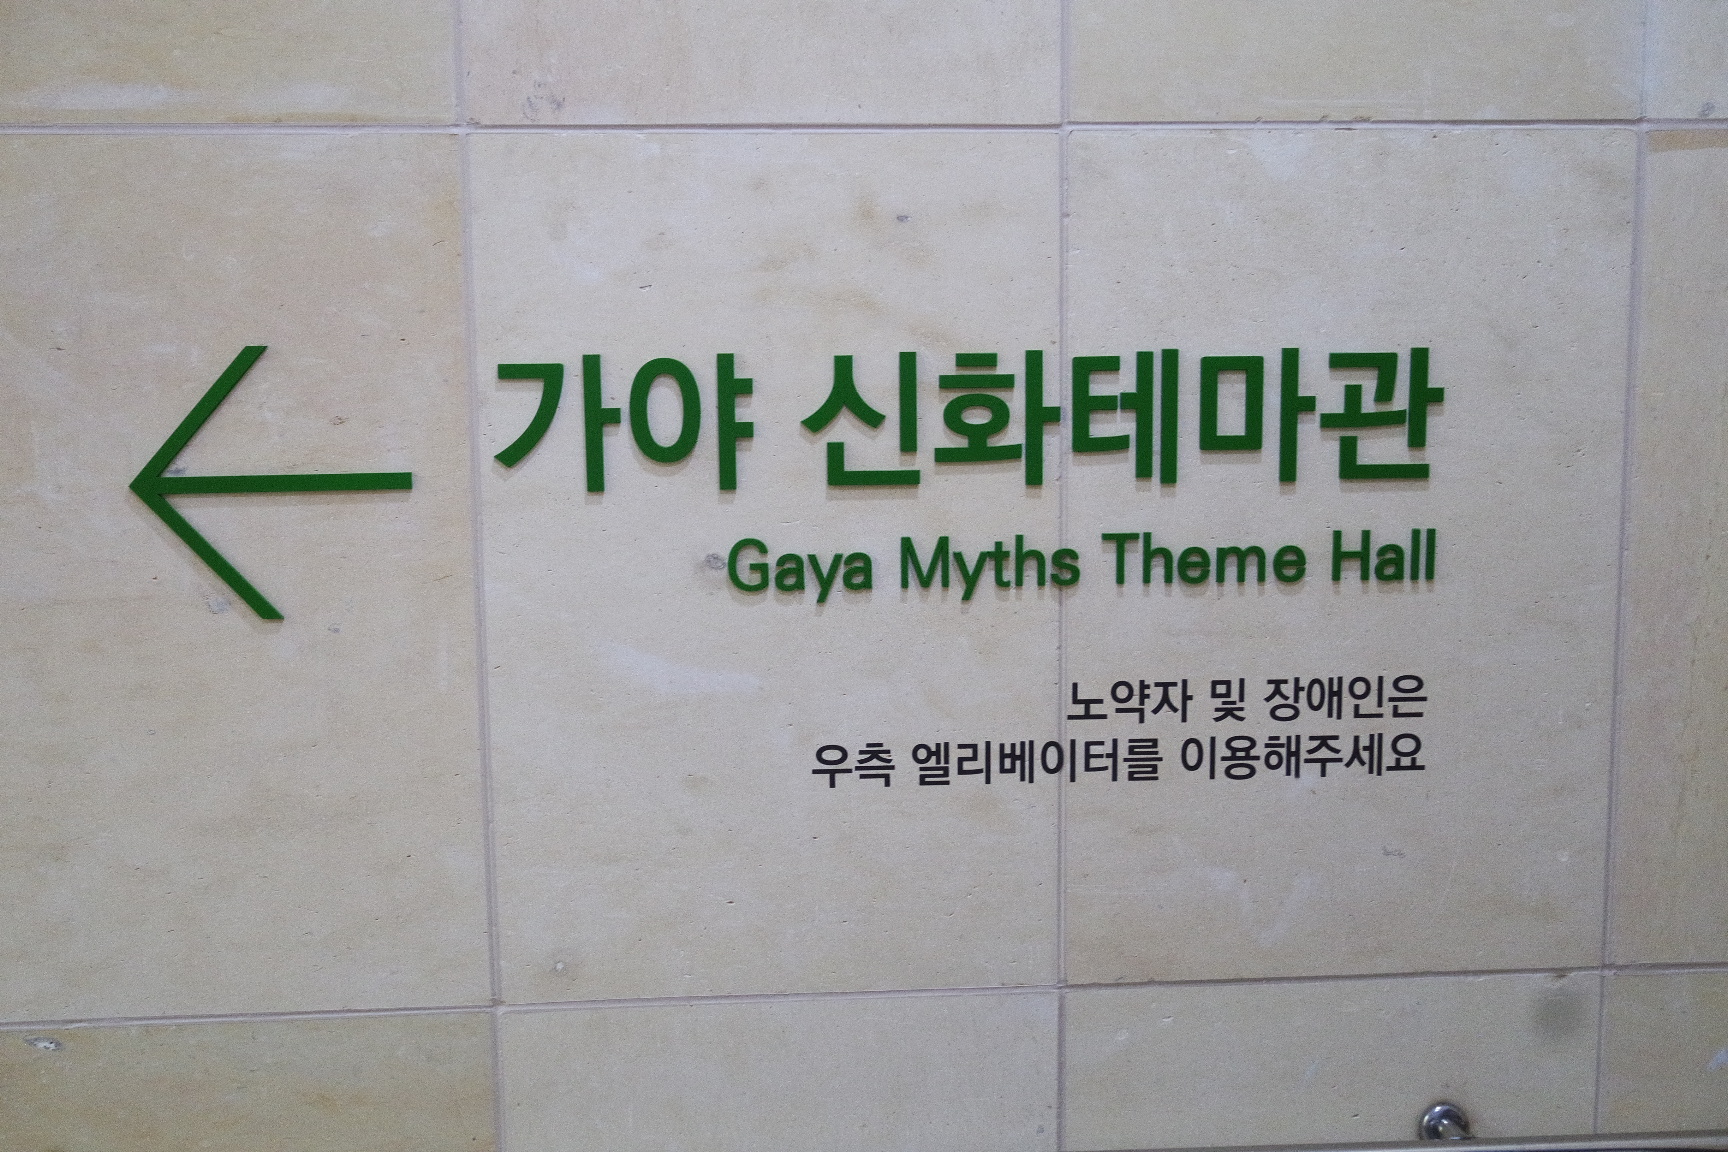 가야 신화테마관
Gaya Myths Theme Hall
노약자 및 장애인은
우측 엘리베이터를 이용해주세요